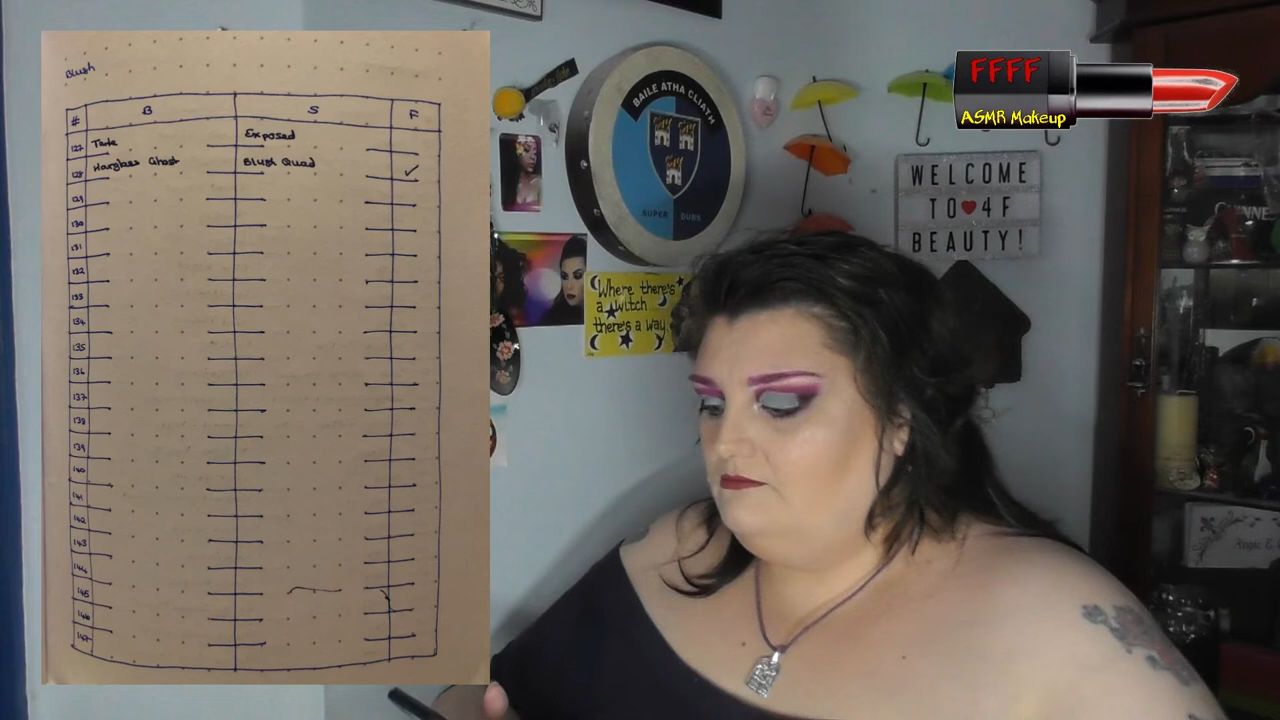 Blush
# B S F
127 Tarte Exposed
128 Hourglass Ghost Blush Quad ✓
129
130
131
132
133
134
135
136
137
138
139
140
141
142
143
144
145
146
147
BAILE ATHA CLIATH
SUPER DUBS
Where there's
a witch
there's a way
FFFF
ASMR Makeup
WELCOME
TO ♥ 4F
BEAUTY!